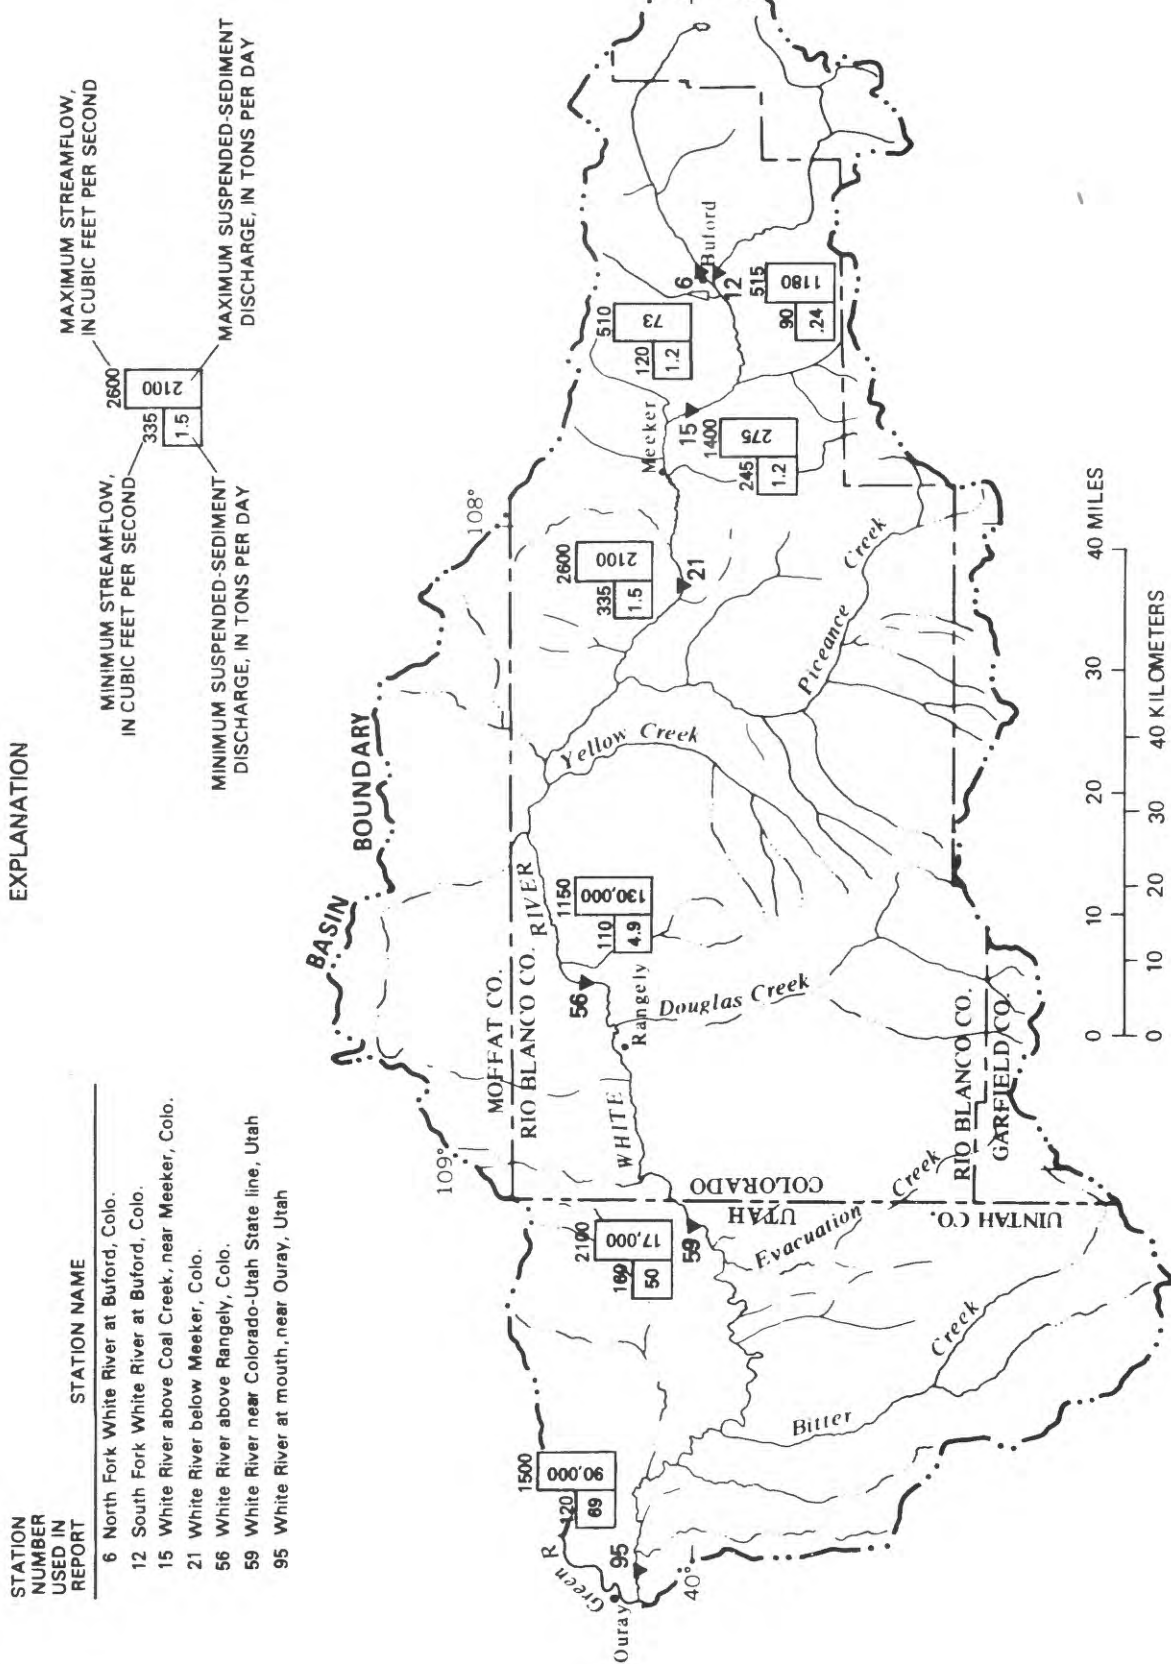 EXPLANATION
STATION
NUMBER
USED IN
REPORT
STATION NAME
6 North Fork White River at Buford, Colo.
12 South Fork White River at Buford, Colo.
15 White River above Coal Creek, near Meeker, Colo.
21 White River below Meeker, Colo.
56 White River above Rangely, Colo.
59 White River near Colorado-Utah State line, Utah
95 White River at mouth, near Ouray, Utah
MINIMUM STREAMFLOW,
IN CUBIC FEET PER SECOND
MAXIMUM STREAMFLOW,
IN CUBIC FEET PER SECOND
2600
335
2100
1.5
MINIMUM SUSPENDED-SEDIMENT
DISCHARGE, IN TONS PER DAY
MAXIMUM SUSPENDED-SEDIMENT
DISCHARGE, IN TONS PER DAY
BASIN
BOUNDARY
109°
108°
MOFFAT CO.
RIO BLANCO CO.
Green R
Ouray
95
1500
120
90,000
69
40°
2100
160
17,000
50
59
UTAH
COLORADO
WHITE
RIVER
Rangely
56
1150
110
130,000
4.9
Douglas Creek
Yellow Creek
Piceance
Creek
2600
335
2100
1.5
21
Meeker
15
1400
245
275
1.2
510
120
73
1.2
6
Buford
12
515
90
1180
.24
Evacuation
Creek
Bitter
Creek
UINTAH CO.
RIO BLANCO CO.
GARFIELD CO.
0 10 20 30 40 MILES
0 10 20 30 40 KILOMETERS